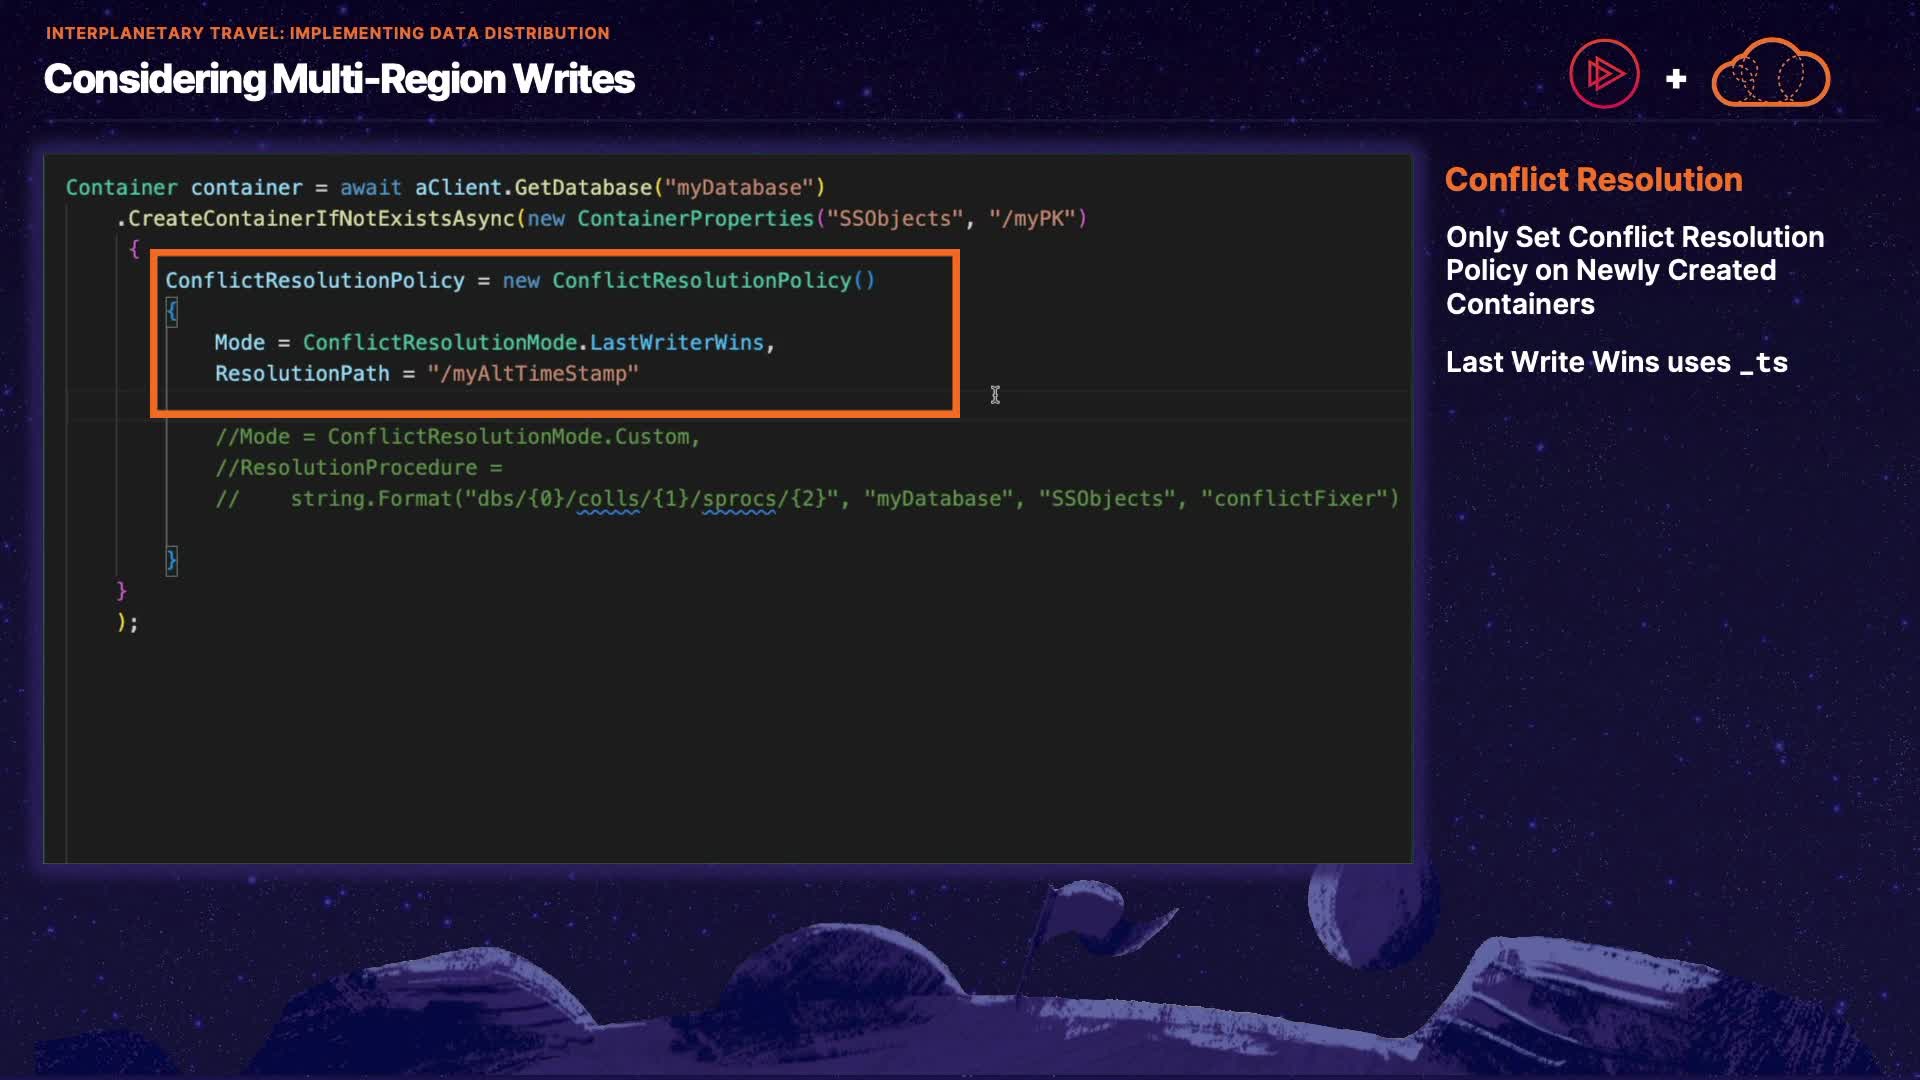 INTERPLANETARY TRAVEL: IMPLEMENTING DATA DISTRIBUTION
Considering Multi-Region Writes
Container container = await aClient.GetDatabase("myDatabase")
.CreateContainerIfNotExistsAsync(new ContainerProperties("SSObjects", "/myPK")
{
ConflictResolutionPolicy = new ConflictResolutionPolicy()
{
Mode = ConflictResolutionMode.LastWriterWins,
ResolutionPath = "/myAltTimeStamp"
//Mode = ConflictResolutionMode.Custom,
//ResolutionProcedure =
//    string.Format("dbs/{0}/colls/{1}/sprocs/{2}", "myDatabase", "SSObjects", "conflictFixer")
}
}
);
Conflict Resolution
Only Set Conflict Resolution
Policy on Newly Created
Containers
Last Write Wins uses _ts